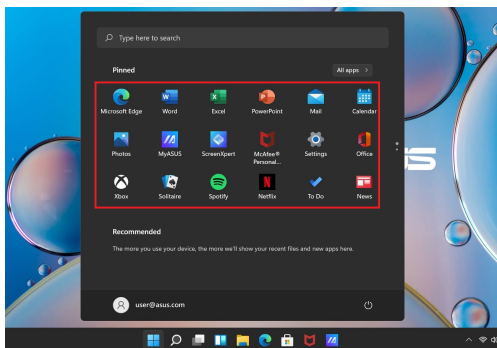 Type here to search
Pinned
All apps >
Microsoft Edge Word Excel PowerPoint Mail Calendar
Photos MyASUS ScreenXpert McAfee® Personal... Settings Office
Xbox Solitaire Spotify Netflix To Do News
Recommended
The more you use your device, the more we'll show your recent files and new apps here.
user@asus.com